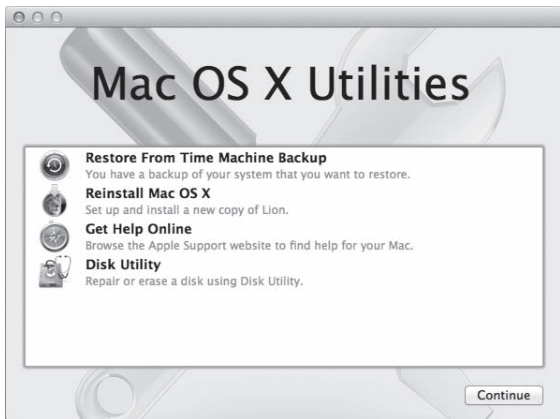 Mac OS X Utilities
Restore From Time Machine Backup
You have a backup of your system that you want to restore.
Reinstall Mac OS X
Set up and install a new copy of Lion.
Get Help Online
Browse the Apple Support website to find help for your Mac.
Disk Utility
Repair or erase a disk using Disk Utility.
Continue